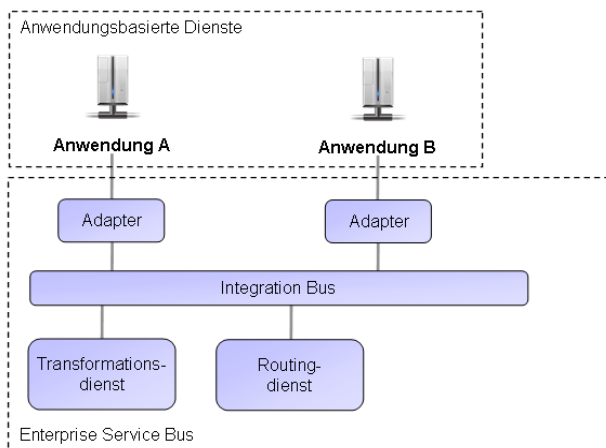 Anwendungsbasierte Dienste
Anwendung A
Anwendung B
Adapter
Adapter
Integration Bus
Transformations-
dienst
Routing-
dienst
Enterprise Service Bus